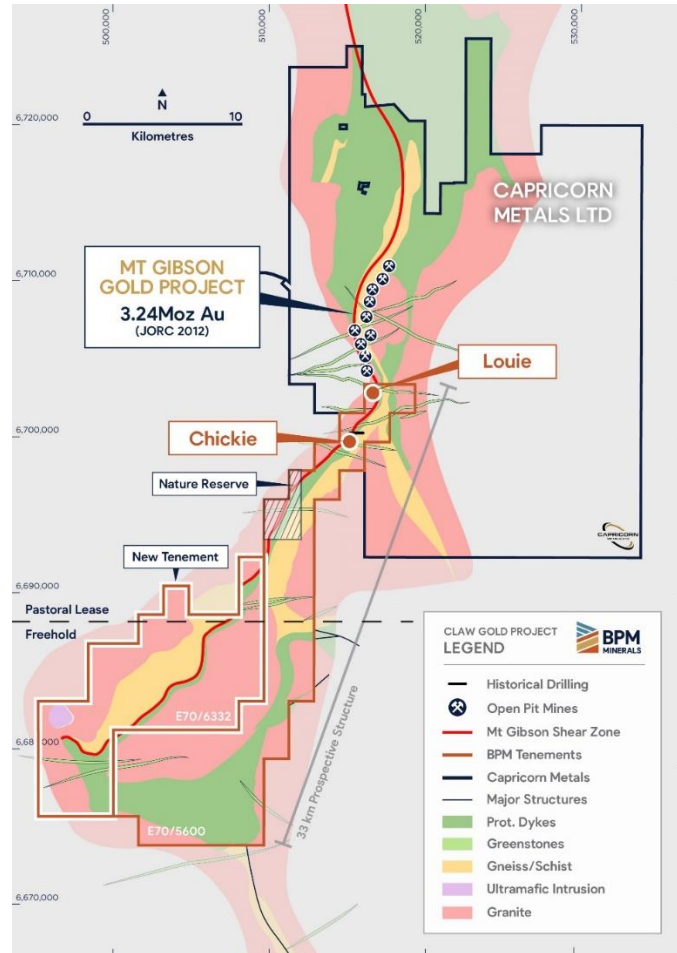 500,000
510,000
520,000
530,000
N
0 10
Kilometres
6,720,000
CAPRICORN
METALS LTD
MT GIBSON
GOLD PROJECT
3.24Moz Au
(JORC 2012)
6,710,000
Louie
Chickie
6,700,000
Nature Reserve
CAPRICORN
New Tenement
6,690,000
Pastoral Lease
Freehold
33 km Prospective Structure
E70/6332
E70/5600
6,670,000
CLAW GOLD PROJECT
LEGEND
BPM
MINERALS
Historical Drilling
Open Pit Mines
Mt Gibson Shear Zone
BPM Tenements
Capricorn Metals
Major Structures
Prot. Dykes
Greenstones
Gneiss/Schist
Ultramafic Intrusion
Granite